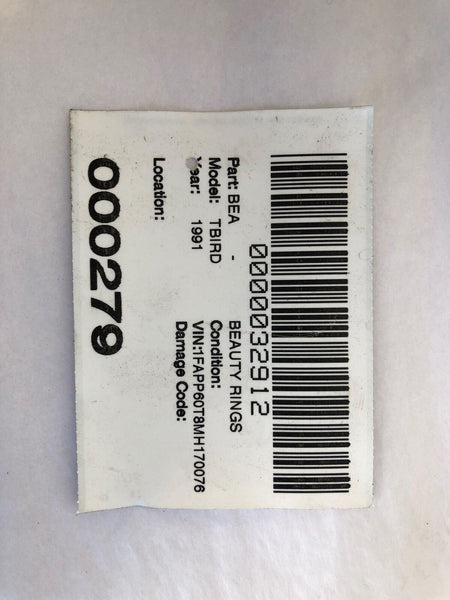 0000032912
Part: BEA - BEAUTY RINGS
Model: TBIRD Condition:
Year: 1991 VIN:1FAPP60T8MH170076
Damage Code:
Location:
000279